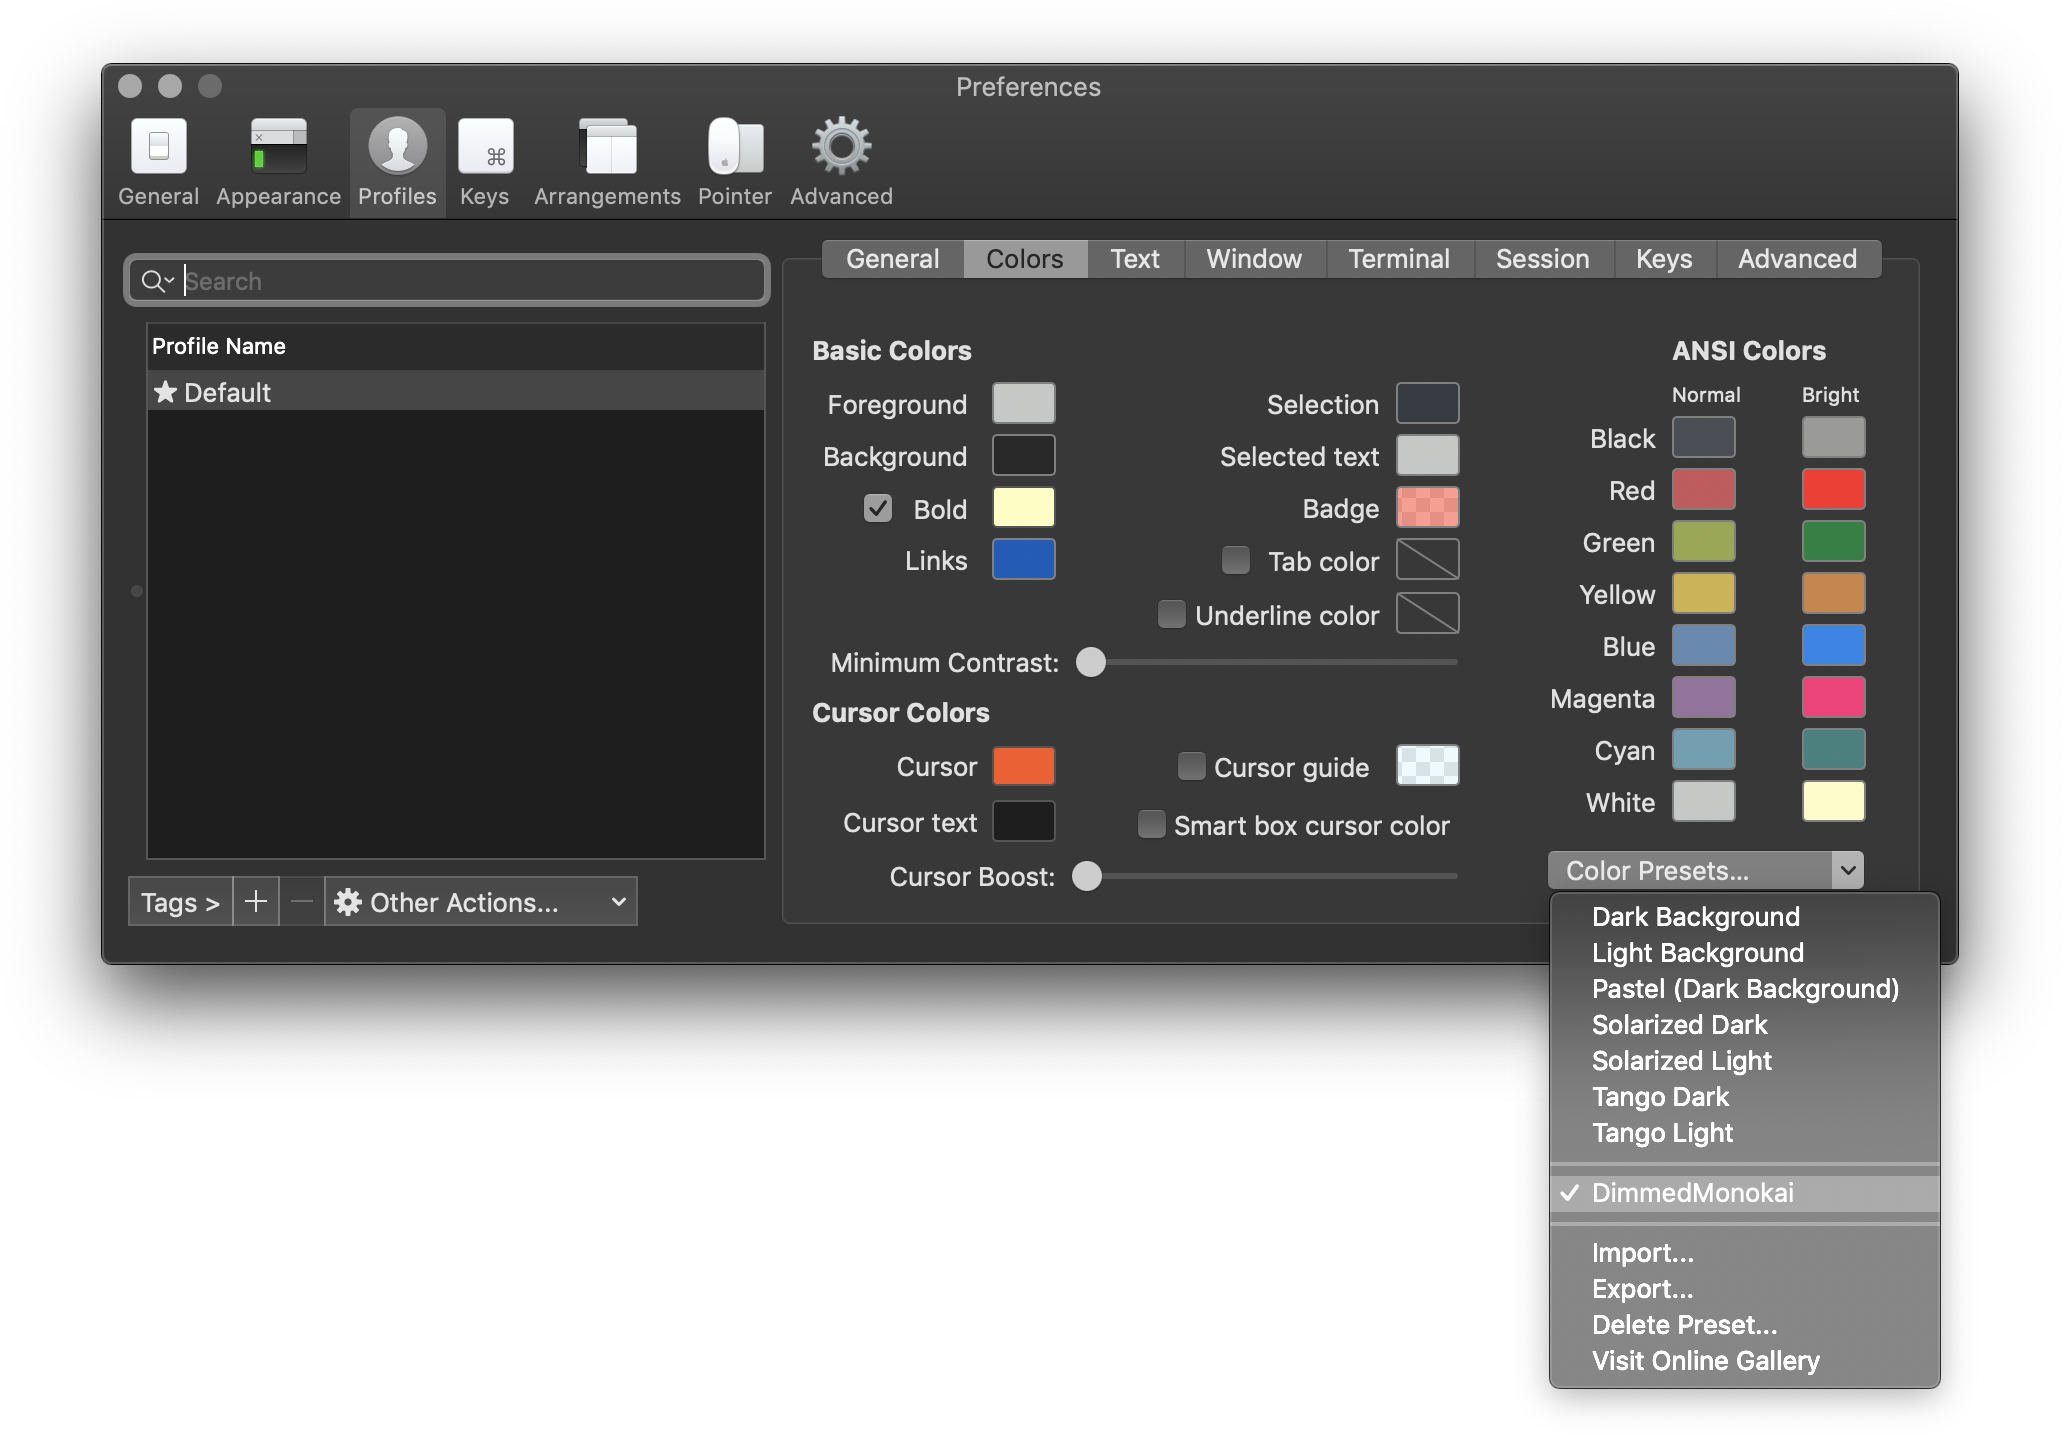 Preferences
General Appearance Profiles Keys Arrangements Pointer Advanced
Search
Profile Name
Default
Tags >
Other Actions...
General Colors Text Window Terminal Session Keys Advanced
Basic Colors
Foreground
Background
Bold
Links
Selection
Selected text
Badge
Tab color
Underline color
Minimum Contrast:
Cursor Colors
Cursor
Cursor text
Cursor guide
Smart box cursor color
Cursor Boost:
ANSI Colors
Normal Bright
Black
Red
Green
Yellow
Blue
Magenta
Cyan
White
Color Presets...
Dark Background
Light Background
Pastel (Dark Background)
Solarized Dark
Solarized Light
Tango Dark
Tango Light
DimmedMonokai
Import...
Export...
Delete Preset...
Visit Online Gallery